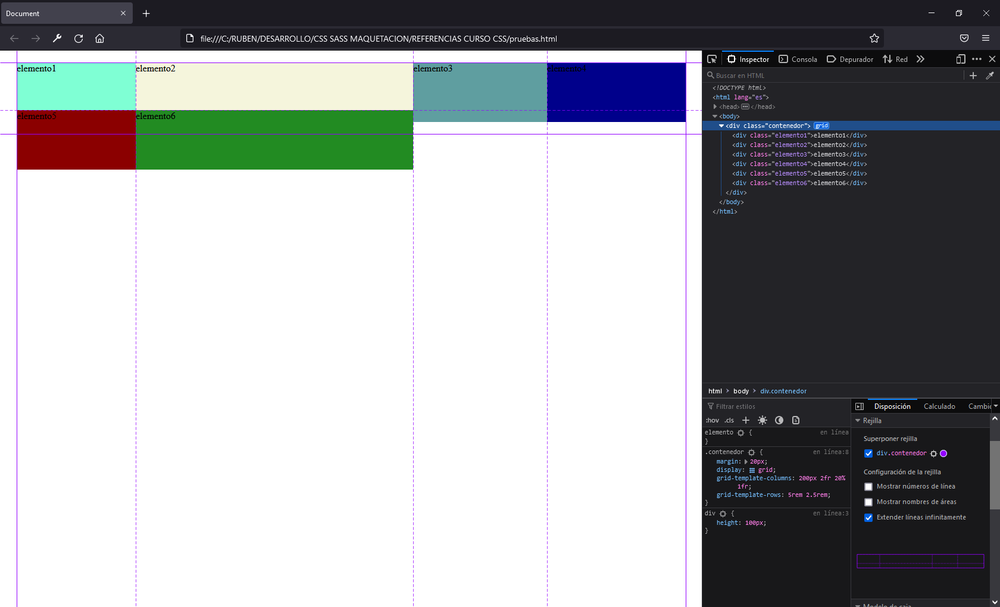 Document
file:///C:/RUBEN/DESARROLLO/CSS SASS MAQUETACION/REFERENCIAS CURSO CSS/pruebas.html
elemento1 elemento2 elemento3 elemento4
elemento5 elemento6
Inspector Consola Depurador Red
Buscar en HTML
<!DOCTYPE html>
<html lang="es">
<head> </head>
<body>
<div class="contenedor"> grid
<div class="elemento1">elemento1</div>
<div class="elemento2">elemento2</div>
<div class="elemento3">elemento3</div>
<div class="elemento4">elemento4</div>
<div class="elemento5">elemento5</div>
<div class="elemento6">elemento6</div>
</div>
</body>
</html>
html > body > div.contenedor
Filtrar estilos
:hov .cls
elemento { en línea
}
.contenedor { en línea:8
margin: 20px;
display: grid;
grid-template-columns: 200px 2fr 20%
1fr;
grid-template-rows: 5rem 2.5rem;
}
div { en línea:3
height: 100px;
}
Disposición Calculado Cambic
Rejilla
Superponer rejilla
div.contenedor
Configuración de la rejilla
Mostrar números de línea
Mostrar nombres de áreas
Extender líneas infinitamente
Modelo de caja